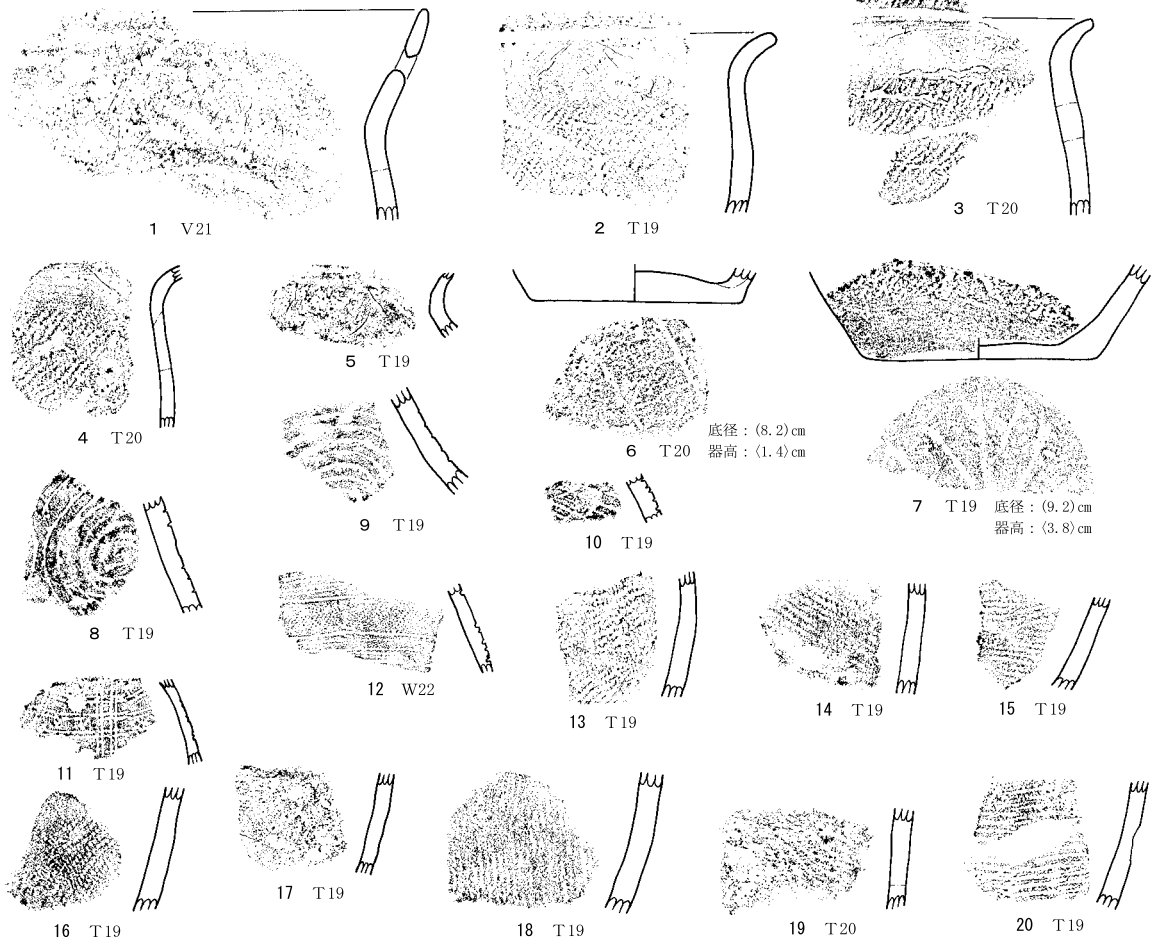 1 V21
2 T19
3 T20
4 T20
5 T19
6 T20
底径：(8.2)cm
器高：〈1.4〉cm
7 T19
底径：(9.2)cm
器高：〈3.8〉cm
8 T19
9 T19
10 T19
11 T19
12 W22
13 T19
14 T19
15 T19
16 T19
17 T19
18 T19
19 T20
20 T19